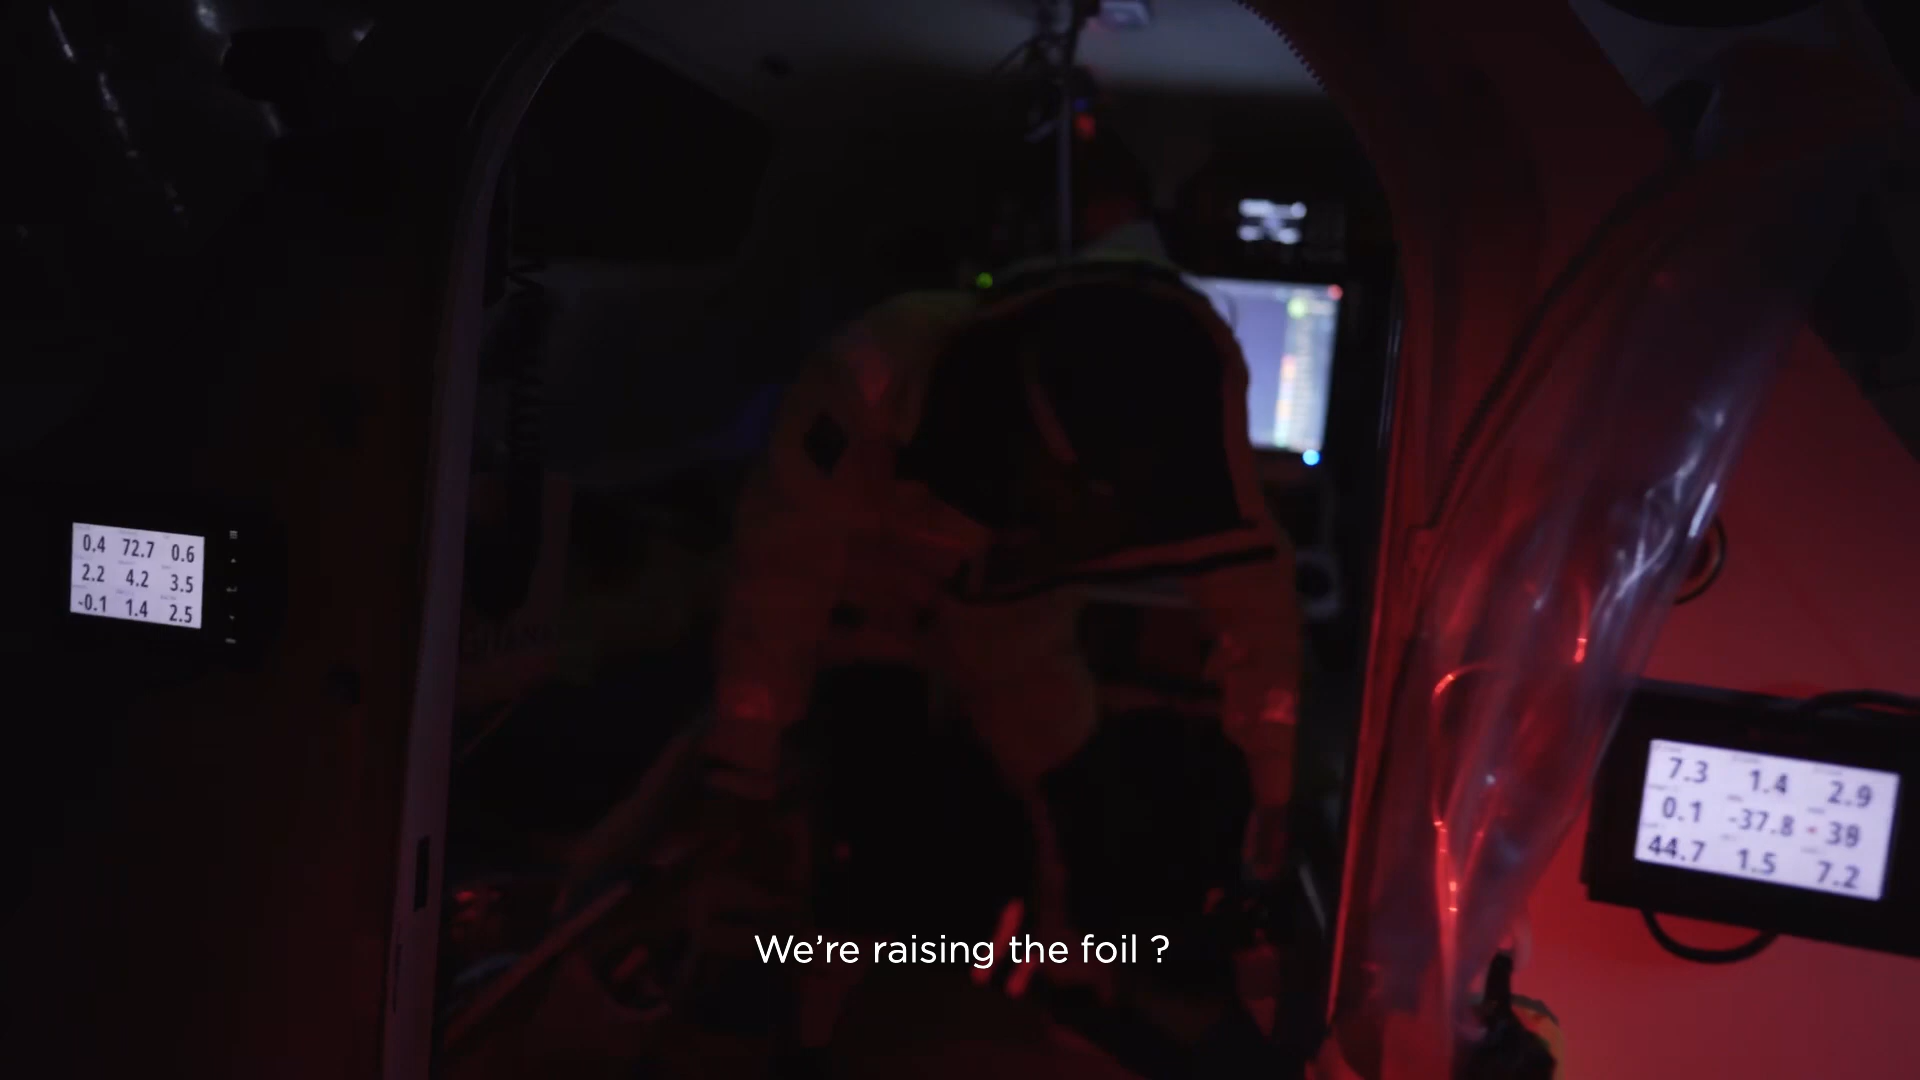 0.4 72.7 0.6
2.2 4.2 3.5
-0.1 1.4 2.5
7.3 1.4 2.9
0.1 -37.8 39
44.7 1.5 7.2
We're raising the foil ?